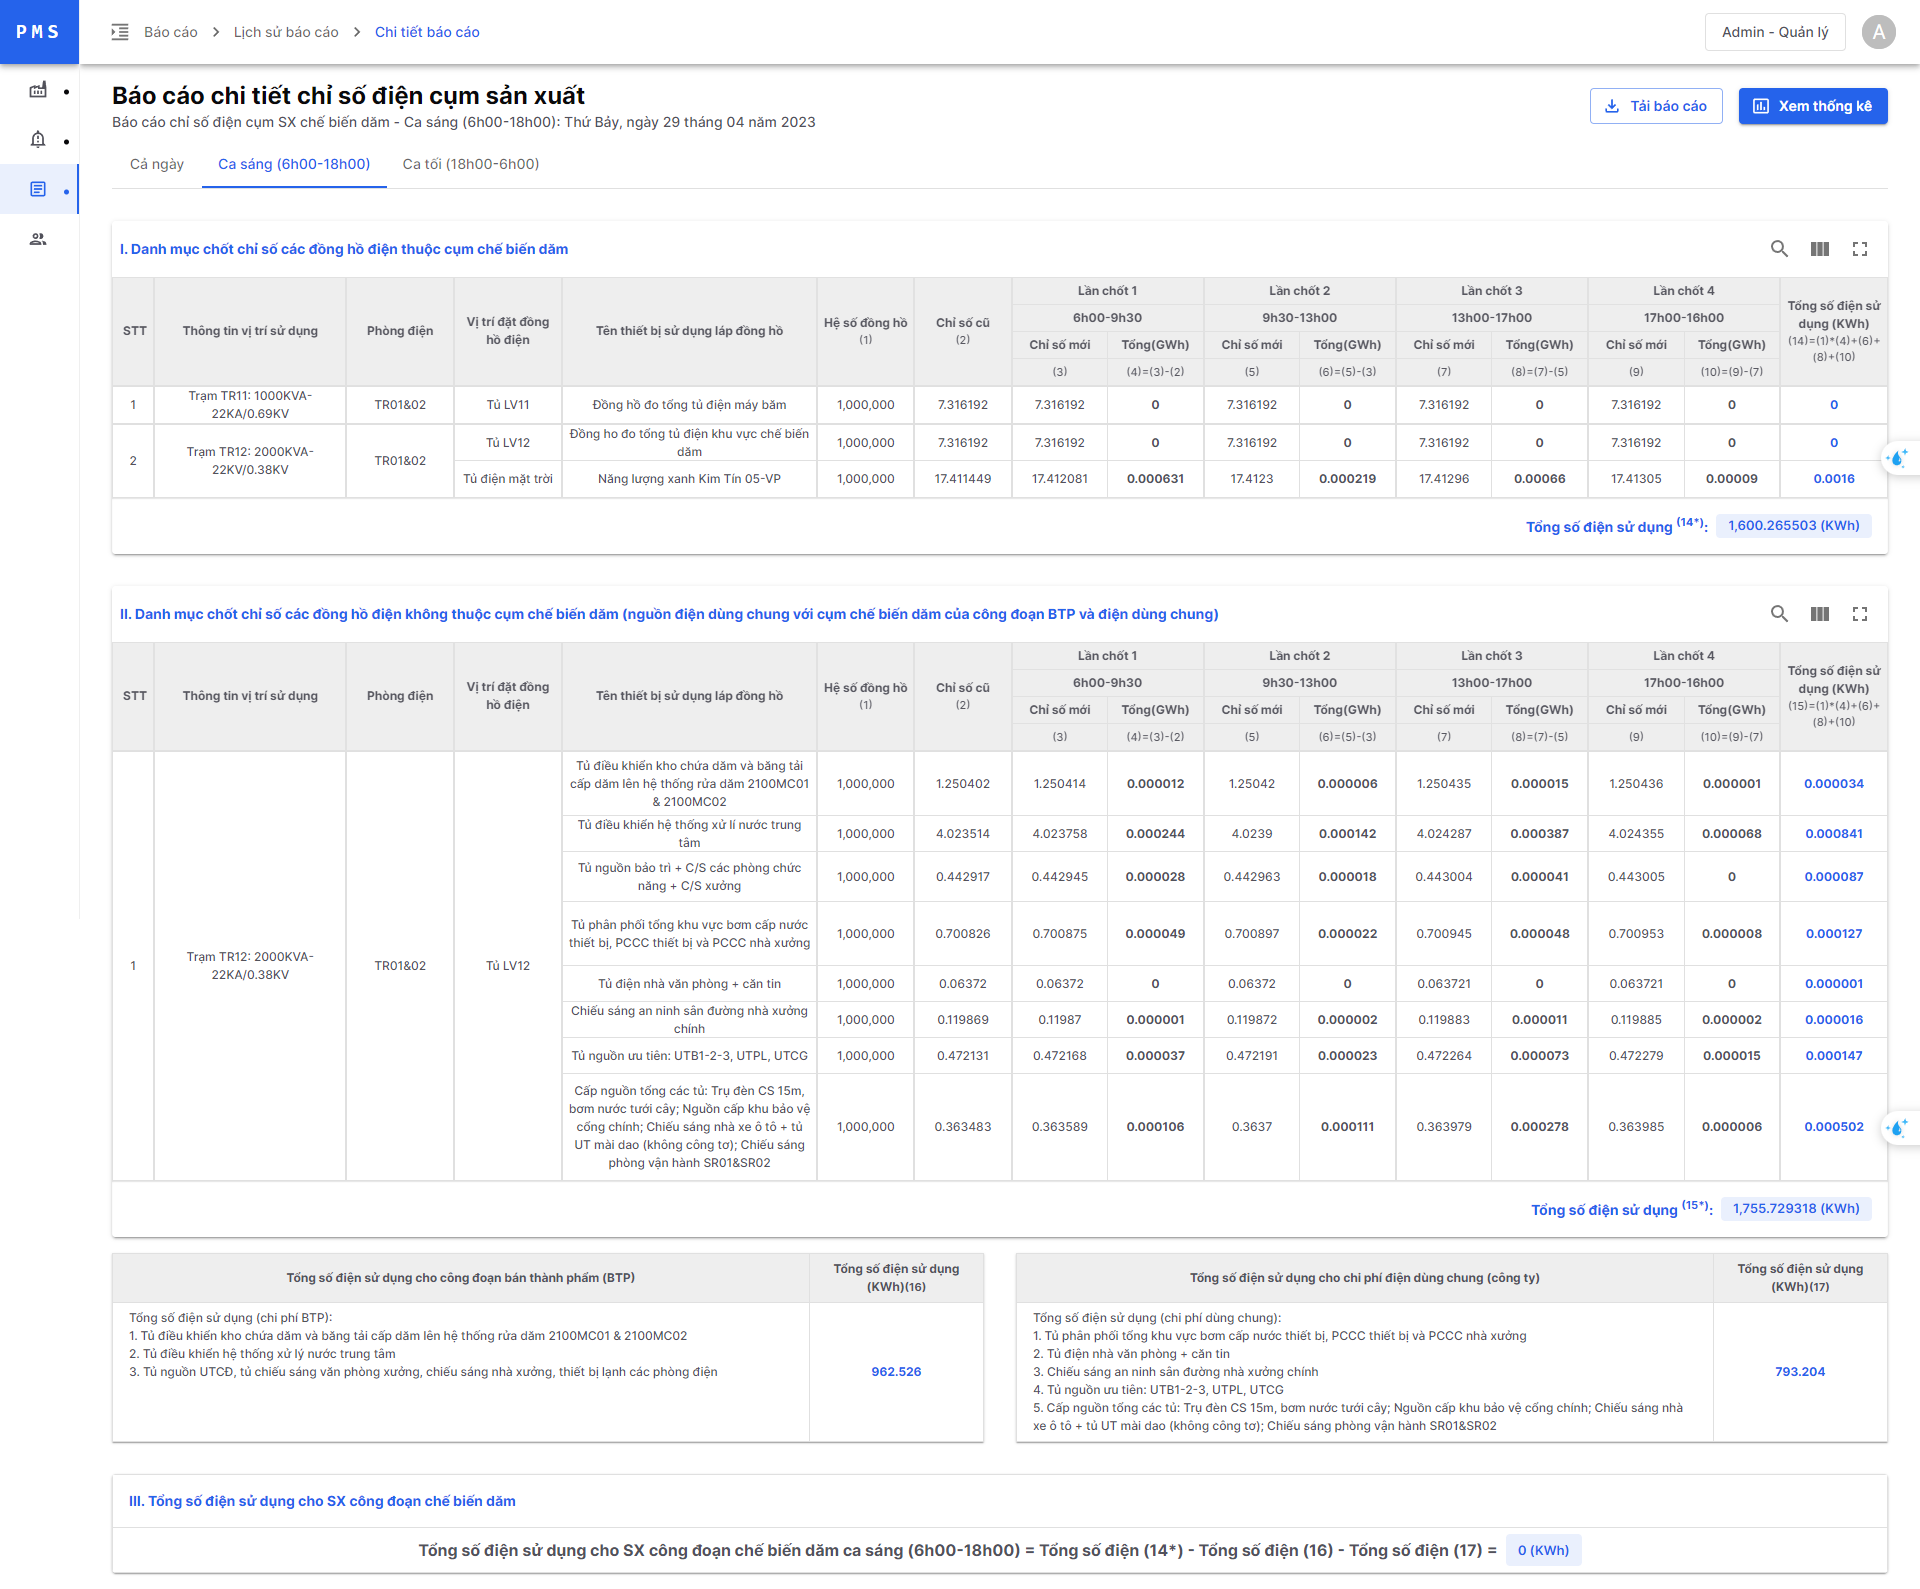 PMS
Báo cáo > Lịch sử báo cáo > Chi tiết báo cáo
Admin - Quản lý
A
Báo cáo chi tiết chỉ số điện cụm sản xuất
Báo cáo chỉ số điện cụm SX chế biến dăm - Ca sáng (6h00-18h00): Thứ Bảy, ngày 29 tháng 04 năm 2023
Tải báo cáo
Xem thống kê
Cả ngày
Ca sáng (6h00-18h00)
Ca tối (18h00-6h00)
I. Danh mục chốt chỉ số các đồng hồ điện thuộc cụm chế biến dăm
STT
Thông tin vị trí sử dụng
Phòng điện
Vị trí đặt đồng
hồ điện
Tên thiết bị sử dụng láp đồng hồ
Hệ số đồng hồ
(1)
Chỉ số cũ
(2)
Lần chốt 1 Lần chốt 2 Lần chốt 3 Lần chốt 4
6h00-9h30 9h30-13h00 13h00-17h00 17h00-16h00
Chỉ số mới Tổng(GWh) Chỉ số mới Tổng(GWh) Chỉ số mới Tổng(GWh) Chỉ số mới Tổng(GWh)
(3) (4)=(3)-(2) (5) (6)=(5)-(3) (7) (8)=(7)-(5) (9) (10)=(9)-(7)
Tổng số điện sử
dụng (KWh)
(14)=(1)*(4)+(6)+
(8)+(10)
1
Trạm TR11: 1000KVA-
22KA/0.69KV
TR01&02
Tủ LV11
Đồng hồ đo tổng tủ điện máy băm
1,000,000 7.316192 7.316192 0 7.316192 0 7.316192 0 7.316192 0 0
2
Trạm TR12: 2000KVA-
22KV/0.38KV
TR01&02
Tủ LV12
Đồng ho đo tổng tủ điện khu vực chế biến
dăm
1,000,000 7.316192 7.316192 0 7.316192 0 7.316192 0 7.316192 0 0
Tủ điện mặt trời
Năng lượng xanh Kim Tín 05-VP
1,000,000 17.411449 17.412081 0.000631 17.4123 0.000219 17.41296 0.00066 17.41305 0.00009 0.0016
Tổng số điện sử dụng (14*): 1,600.265503 (KWh)
II. Danh mục chốt chỉ số các đồng hồ điện không thuộc cụm chế biến dăm (nguồn điện dùng chung với cụm chế biến dăm của công đoạn BTP và điện dùng chung)
STT
Thông tin vị trí sử dụng
Phòng điện
Vị trí đặt đồng
hồ điện
Tên thiết bị sử dụng láp đồng hồ
Hệ số đồng hồ
(1)
Chỉ số cũ
(2)
Lần chốt 1 Lần chốt 2 Lần chốt 3 Lần chốt 4
6h00-9h30 9h30-13h00 13h00-17h00 17h00-16h00
Chỉ số mới Tổng(GWh) Chỉ số mới Tổng(GWh) Chỉ số mới Tổng(GWh) Chỉ số mới Tổng(GWh)
(3) (4)=(3)-(2) (5) (6)=(5)-(3) (7) (8)=(7)-(5) (9) (10)=(9)-(7)
Tổng số điện sử
dụng (KWh)
(15)=(1)*(4)+(6)+
(8)+(10)
1
Trạm TR12: 2000KVA-
22KA/0.38KV
TR01&02
Tủ LV12
Tủ điều khiển kho chứa dăm và băng tải
cấp dăm lên hệ thống rửa dăm 2100MC01
& 2100MC02
1,000,000 1.250402 1.250414 0.000012 1.25042 0.000006 1.250435 0.000015 1.250436 0.000001 0.000034
Tủ điều khiển hệ thống xử lí nước trung
tâm
1,000,000 4.023514 4.023758 0.000244 4.0239 0.000142 4.024287 0.000387 4.024355 0.000068 0.000841
Tủ nguồn bảo trì + C/S các phòng chức
năng + C/S xưởng
1,000,000 0.442917 0.442945 0.000028 0.442963 0.000018 0.443004 0.000041 0.443005 0 0.000087
Tủ phân phối tổng khu vực bơm cấp nước
thiết bị, PCCC thiết bị và PCCC nhà xưởng
1,000,000 0.700826 0.700875 0.000049 0.700897 0.000022 0.700945 0.000048 0.700953 0.000008 0.000127
Tủ điện nhà văn phòng + căn tin
1,000,000 0.06372 0.06372 0 0.06372 0 0.063721 0 0.063721 0 0.000001
Chiếu sáng an ninh sân đường nhà xưởng
chính
1,000,000 0.119869 0.11987 0.000001 0.119872 0.000002 0.119883 0.000011 0.119885 0.000002 0.000016
Tủ nguồn ưu tiên: UTB1-2-3, UTPL, UTCG
1,000,000 0.472131 0.472168 0.000037 0.472191 0.000023 0.472264 0.000073 0.472279 0.000015 0.000147
Cấp nguồn tổng các tủ: Trụ đèn CS 15m,
bơm nước tưới cây; Nguồn cấp khu bảo vệ
cổng chính; Chiếu sáng nhà xe ô tô + tủ
UT mài dao (không công tơ); Chiếu sáng
phòng vận hành SR01&SR02
1,000,000 0.363483 0.363589 0.000106 0.3637 0.000111 0.363979 0.000278 0.363985 0.000006 0.000502
Tổng số điện sử dụng (15*): 1,755.729318 (KWh)
Tổng số điện sử dụng cho công đoạn bán thành phẩm (BTP)
Tổng số điện sử dụng
(KWh)(16)
Tổng số điện sử dụng (chi phí BTP):
1. Tủ điều khiển kho chứa dăm và băng tải cấp dăm lên hệ thống rửa dăm 2100MC01 & 2100MC02
2. Tủ điều khiển hệ thống xử lý nước trung tâm
3. Tủ nguồn UTCĐ, tủ chiếu sáng văn phòng xưởng, chiếu sáng nhà xưởng, thiết bị lạnh các phòng điện
962.526
Tổng số điện sử dụng cho chi phí điện dùng chung (công ty)
Tổng số điện sử dụng
(KWh)(17)
Tổng số điện sử dụng (chi phí dùng chung):
1. Tủ phân phối tổng khu vực bơm cấp nước thiết bị, PCCC thiết bị và PCCC nhà xưởng
2. Tủ điện nhà văn phòng + căn tin
3. Chiếu sáng an ninh sân đường nhà xưởng chính
4. Tủ nguồn ưu tiên: UTB1-2-3, UTPL, UTCG
5. Cấp nguồn tổng các tủ: Trụ đèn CS 15m, bơm nước tưới cây; Nguồn cấp khu bảo vệ cổng chính; Chiếu sáng nhà
xe ô tô + tủ UT mài dao (không công tơ); Chiếu sáng phòng vận hành SR01&SR02
793.204
III. Tổng số điện sử dụng cho SX công đoạn chế biến dăm
Tổng số điện sử dụng cho SX công đoạn chế biến dăm ca sáng (6h00-18h00) = Tổng số điện (14*) - Tổng số điện (16) - Tổng số điện (17) = 0 (KWh)